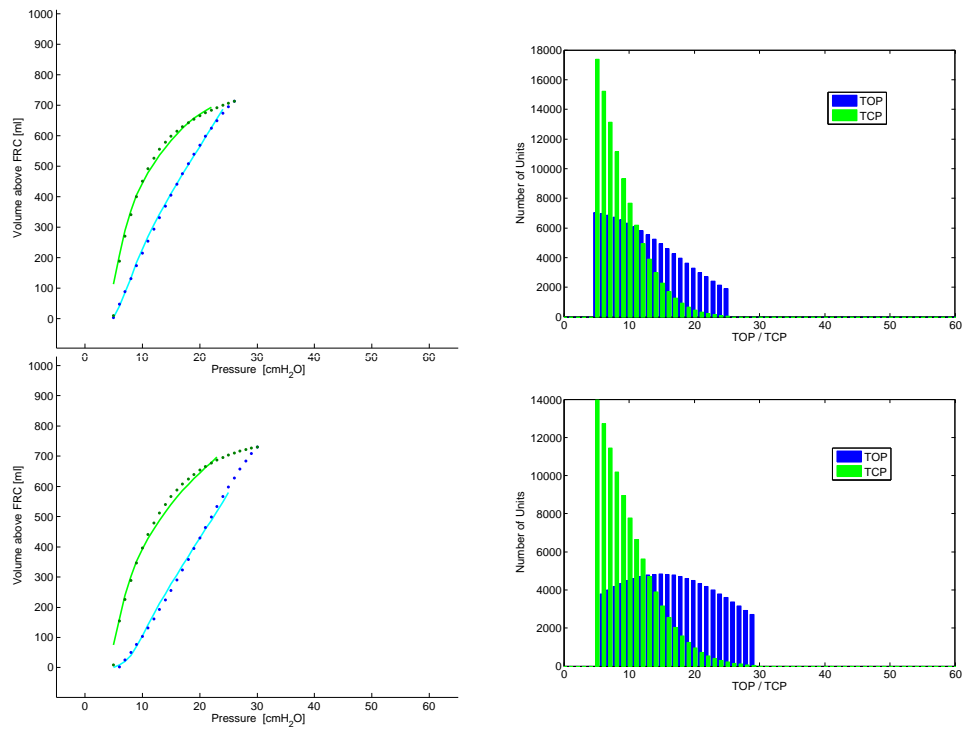 1000
900
800
700
600
500
400
300
200
100
0
Volume above FRC [ml]
0 10 20 30 40 50 60
Pressure [cmH2O]
18000
16000
14000
12000
10000
8000
6000
4000
2000
0
Number of Units
TOP
TCP
0 10 20 30 40 50 60
TOP / TCP
1000
900
800
700
600
500
400
300
200
100
0
Volume above FRC [ml]
0 10 20 30 40 50 60
Pressure [cmH2O]
14000
12000
10000
8000
6000
4000
2000
0
Number of Units
TOP
TCP
0 10 20 30 40 50 60
TOP / TCP